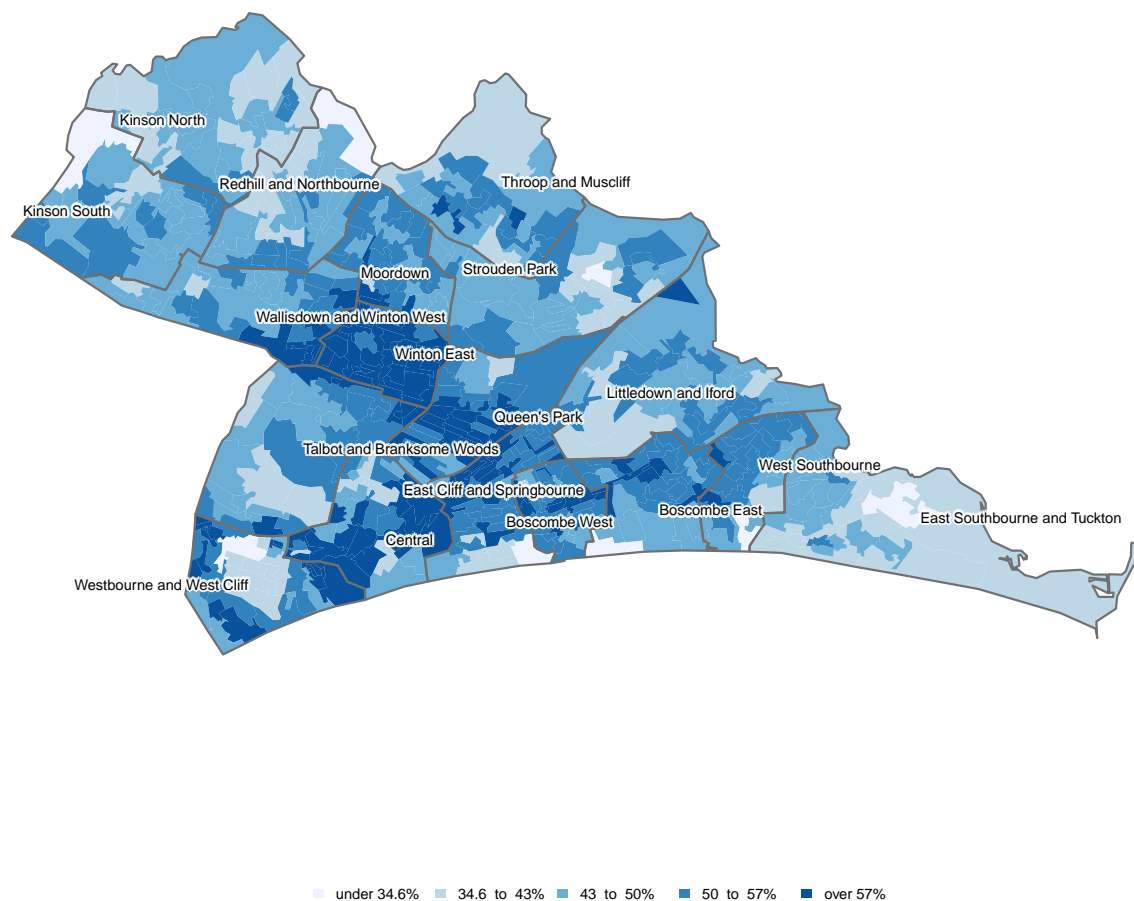 Kinson North
Redhill and Northbourne
Throop and Muscliff
Kinson South
Strouden Park
Moordown
Wallisdown and Winton West
Winton East
Littledown and Iford
Queen's Park
Talbot and Branksome Woods
West Southbourne
East Cliff and Springbourne
Boscombe East
East Southbourne and Tuckton
Boscombe West
Central
Westbourne and West Cliff
under 34.6% 34.6 to 43% 43 to 50% 50 to 57% over 57%